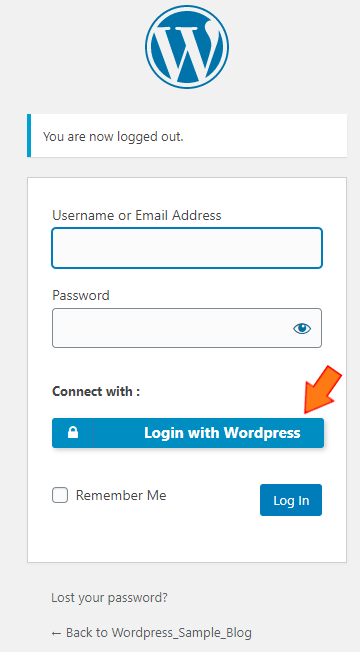 You are now logged out.
Username or Email Address
Password
Connect with :
Login with Wordpress
Remember Me
Log In
Lost your password?
← Back to Wordpress_Sample_Blog